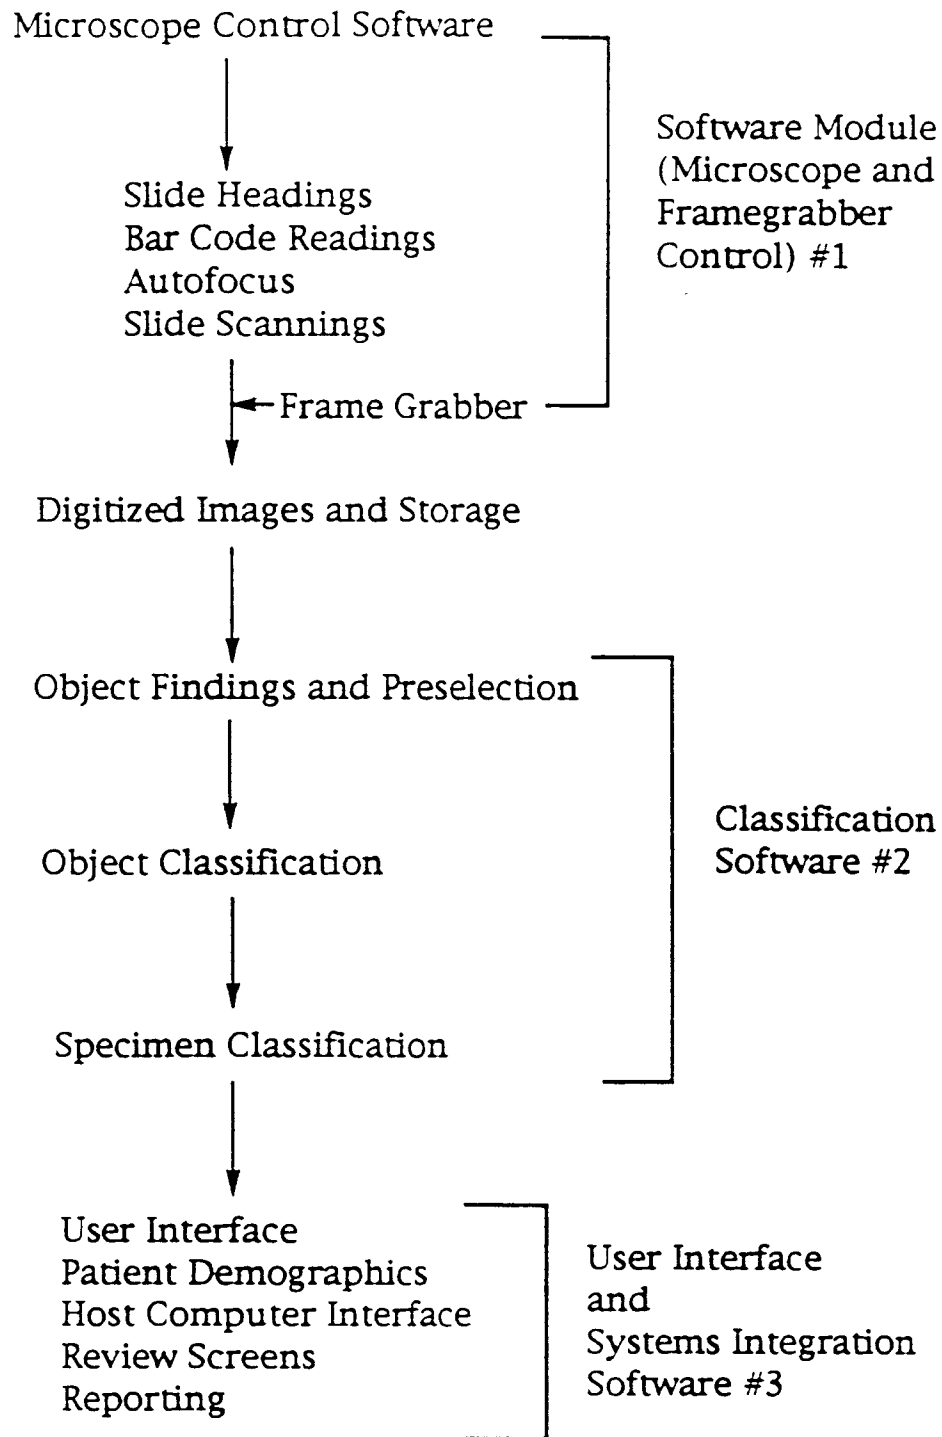 Microscope Control Software
Software Module
(Microscope and
Framegrabber
Control) #1
Slide Headings
Bar Code Readings
Autofocus
Slide Scannings
Frame Grabber
Digitized Images and Storage
Object Findings and Preselection
Classification
Software #2
Object Classification
Specimen Classification
User Interface
Patient Demographics
Host Computer Interface
Review Screens
Reporting
User Interface
and
Systems Integration
Software #3